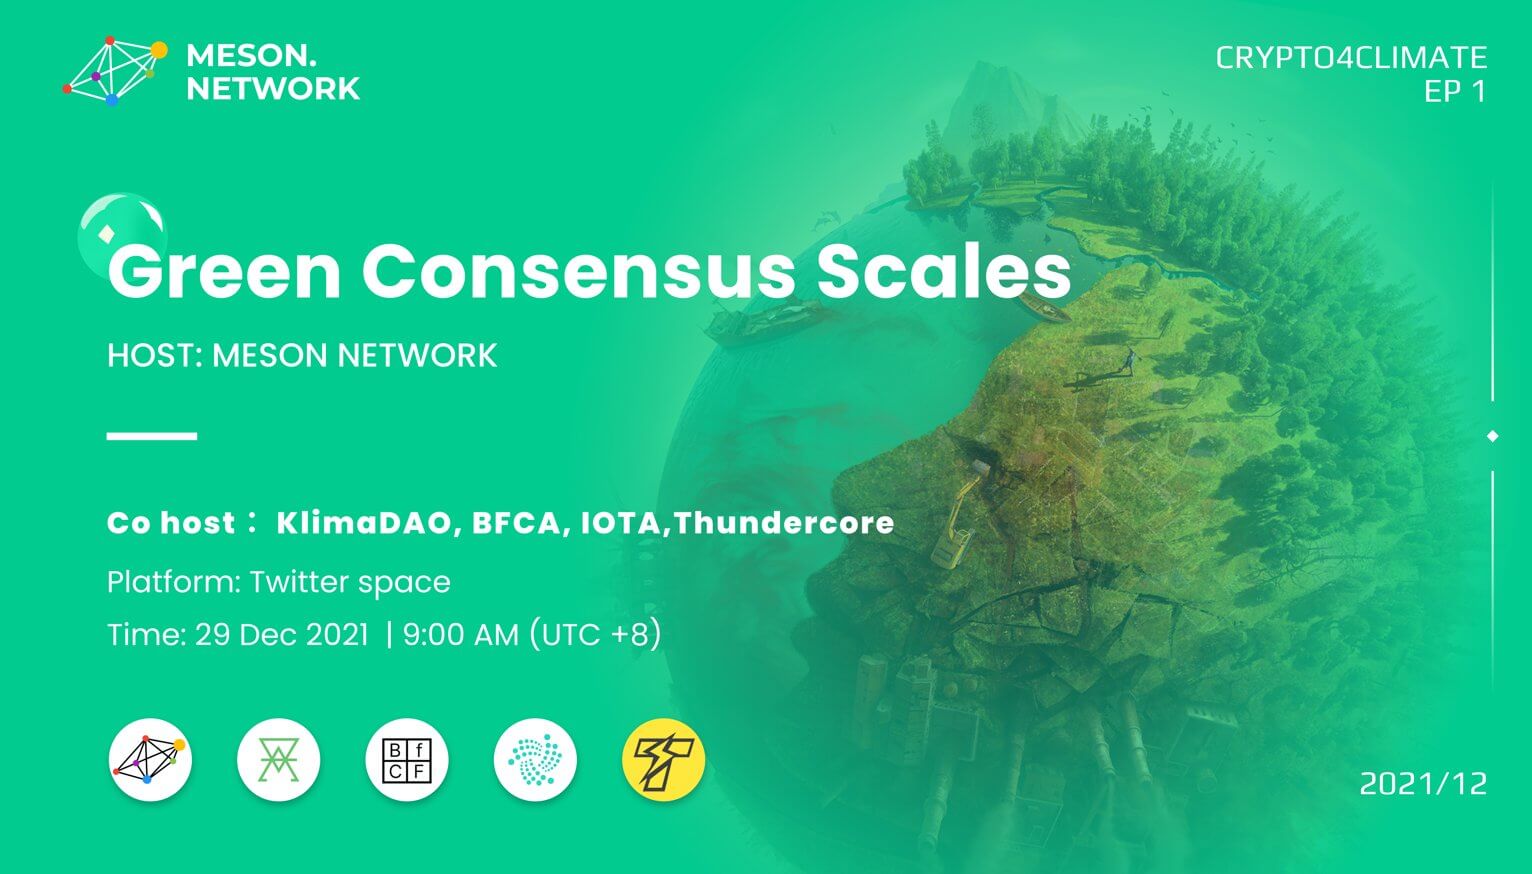 MESON.
NETWORK
CRYPTO4CLIMATE
EP 1
Green Consensus Scales
HOST: MESON NETWORK
Co host： KlimaDAO, BFCA, IOTA,Thundercore
Platform: Twitter space
Time: 29 Dec 2021 | 9:00 AM (UTC +8)
B f
C F
2021/12